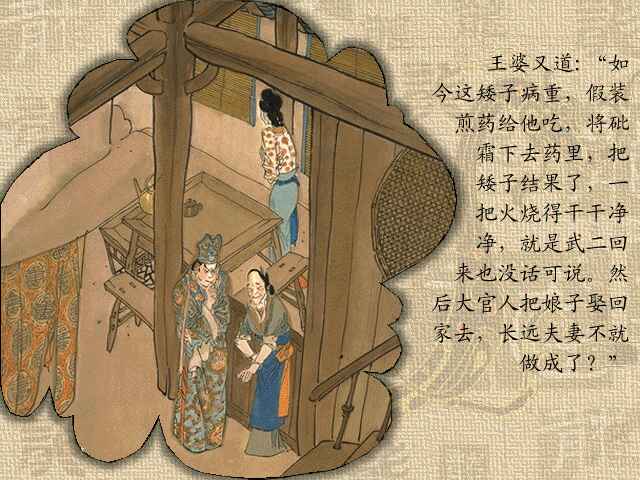 王婆又道：“如
今这矮子病重，假装
煎药给他吃，将砒
霜下去药里，把
矮子结果了，一
把火烧得干干净
净，就是武二回
来也没话可说。然
后大官人把娘子娶回
家去，长远夫妻不就
做成了？”